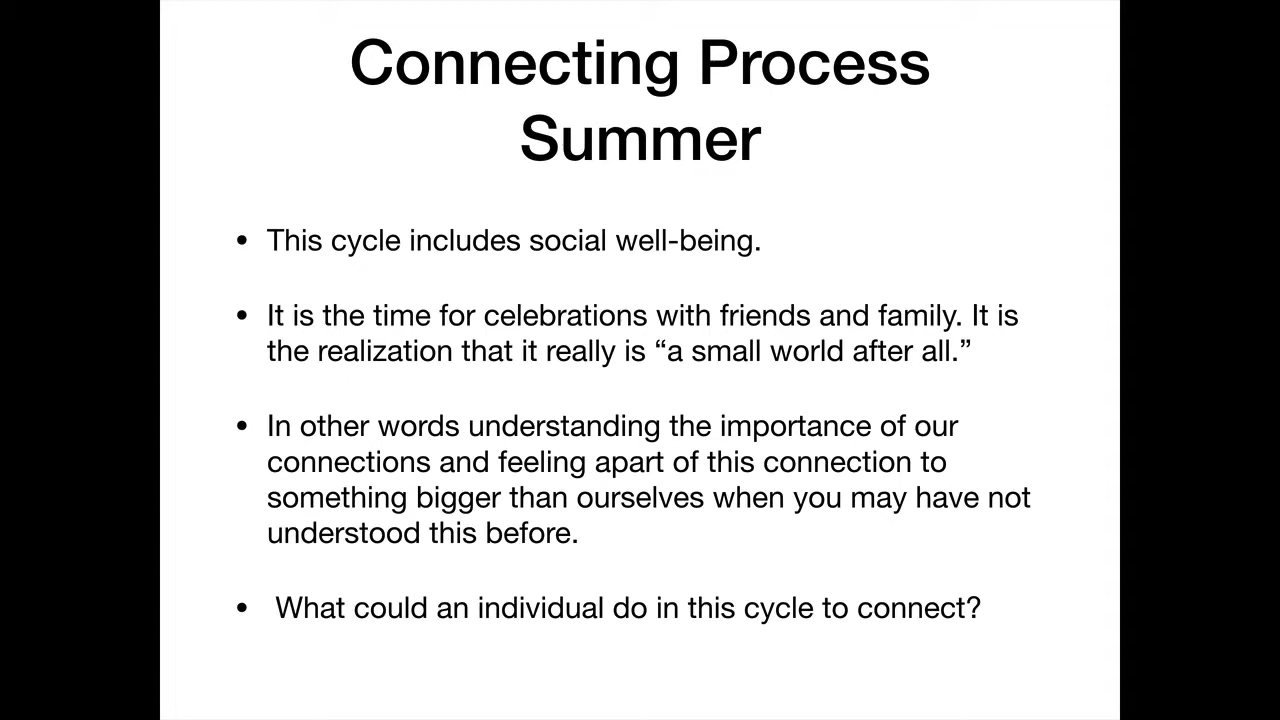 Connecting Process
Summer
• This cycle includes social well-being.
• It is the time for celebrations with friends and family. It is
the realization that it really is “a small world after all.”
• In other words understanding the importance of our
connections and feeling apart of this connection to
something bigger than ourselves when you may have not
understood this before.
• What could an individual do in this cycle to connect?